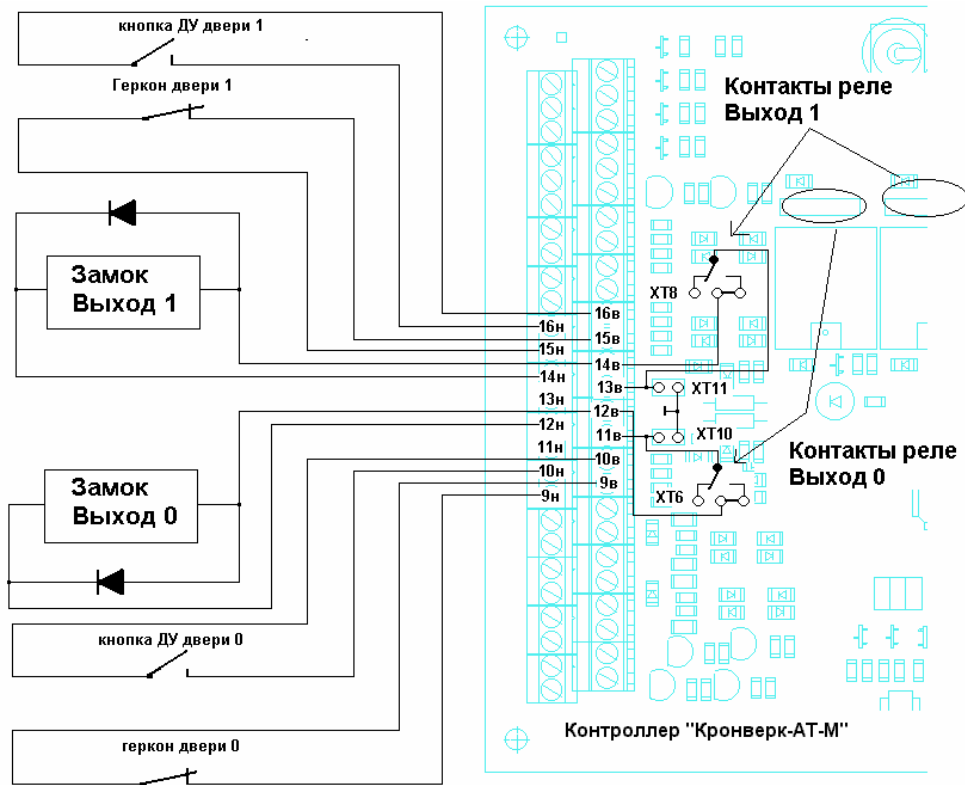 кнопка ДУ двери 1
Геркон двери 1
Замок
Выход 1
Контакты реле
Выход 1
XT8
16в
16н
15в
15н
14в
14н
13в
XT11
13н
12в
12н
11в
XT10
11н
10в
10н
9в
9н
XT6
Контакты реле
Выход 0
Замок
Выход 0
кнопка ДУ двери 0
геркон двери 0
Контроллер "Кронверк-АТ-М"